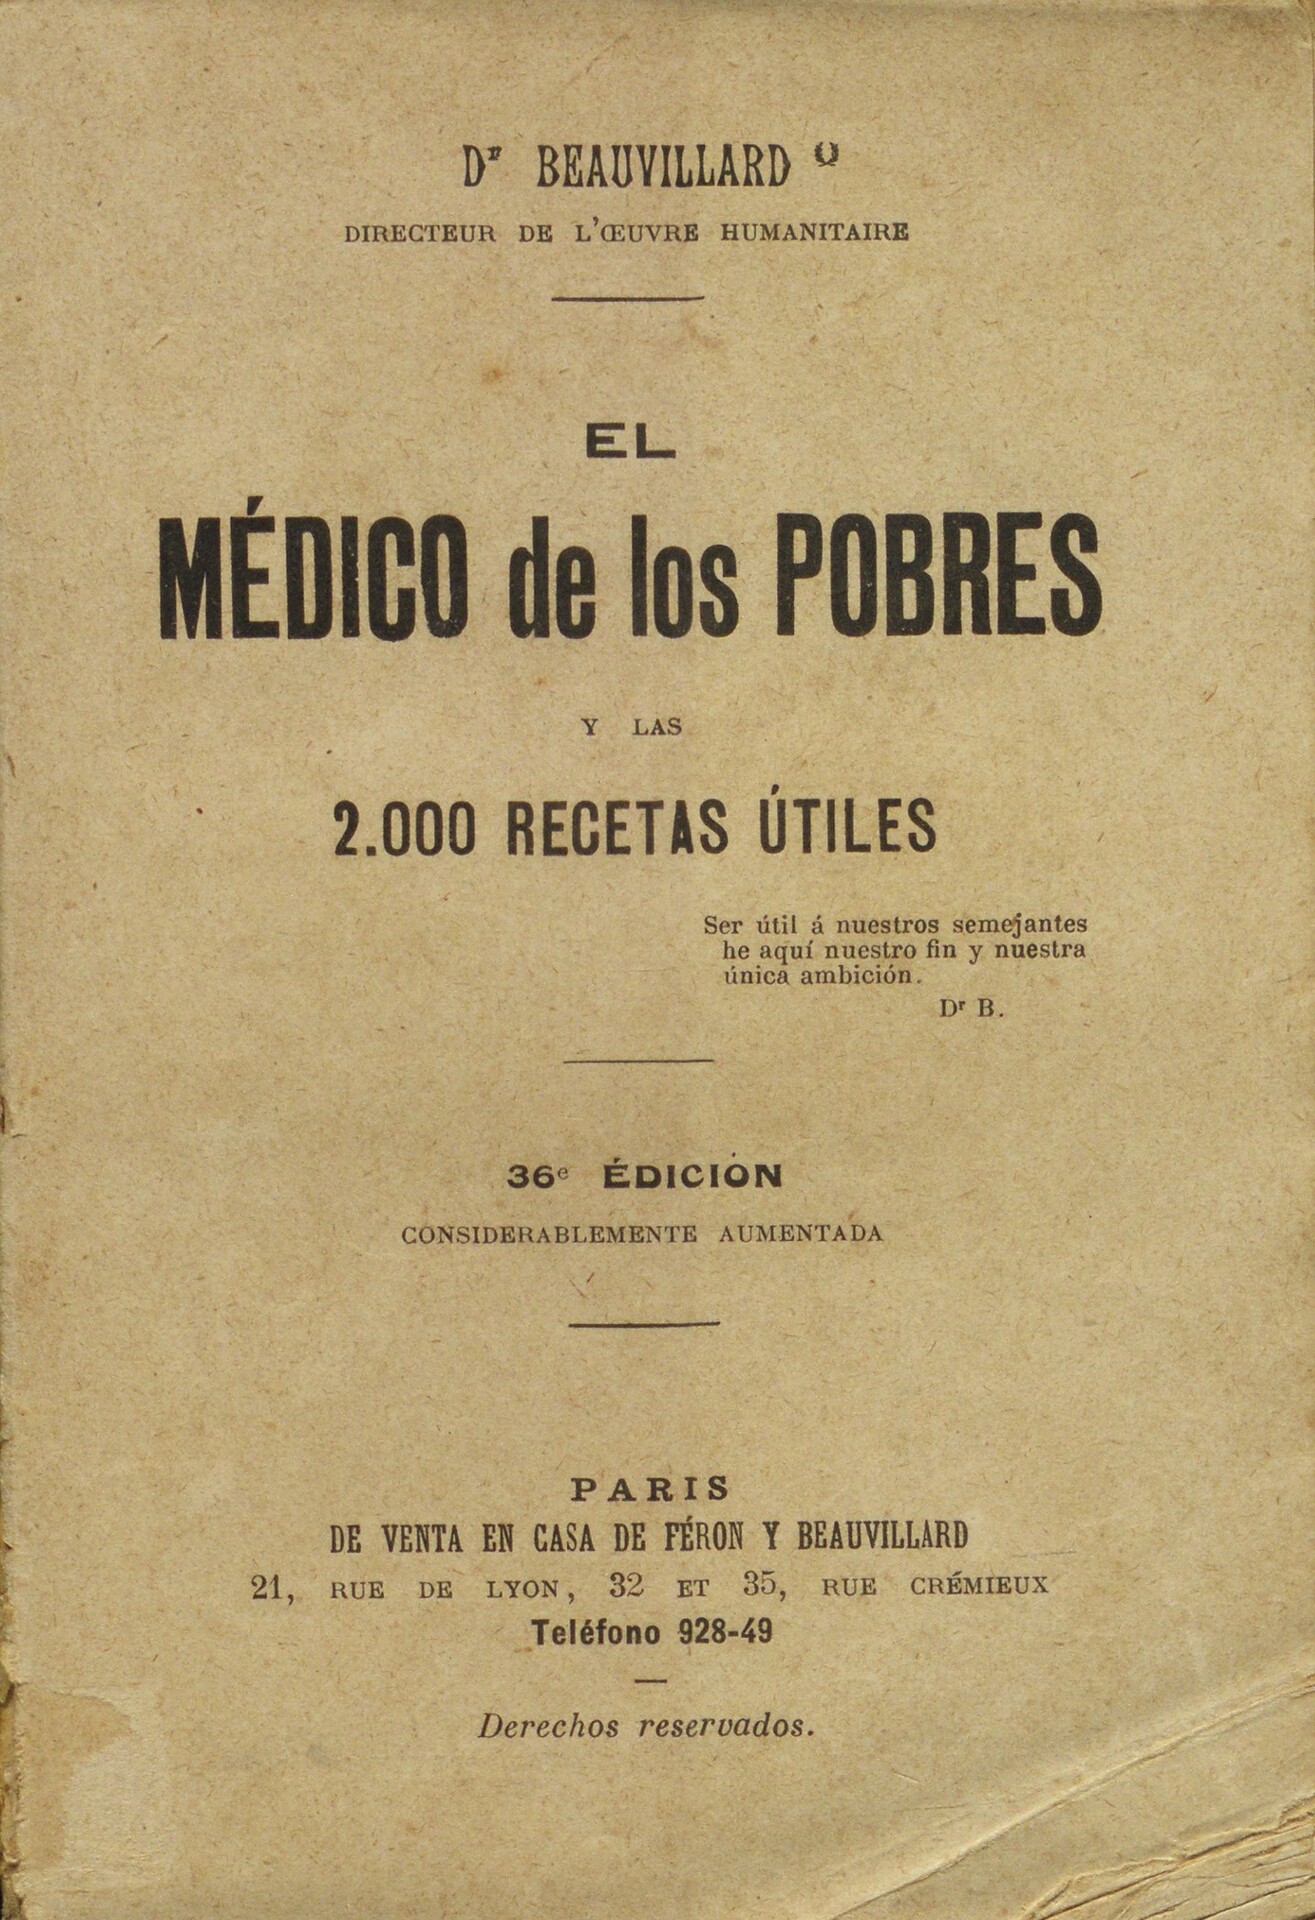 Dr BEAUVILLARD
DIRECTEUR DE L'ŒUVRE HUMANITAIRE
EL
MÉDICO de los POBRES
Y LAS
2.000 RECETAS ÚTILES
Ser útil á nuestros semejantes
he aquí nuestro fin y nuestra
única ambición.
Dr B.
36e ÉDICIÓN
CONSIDERABLEMENTE AUMENTADA
PARIS
DE VENTA EN CASA DE FÉRON Y BEAUVILLARD
21, RUE DE LYON, 32 ET 35, RUE CRÉMIEUX
Teléfono 928-49
Derechos reservados.